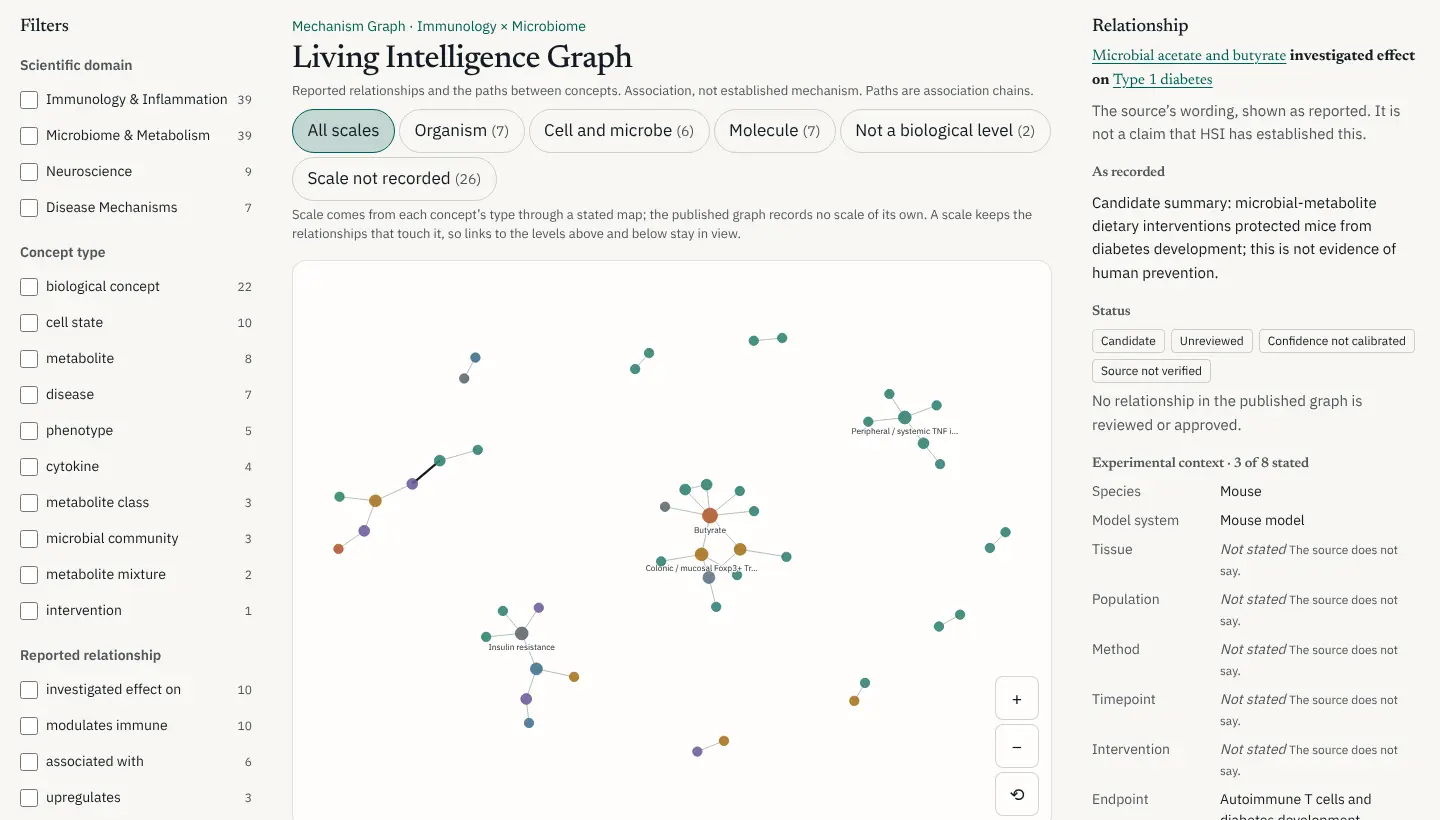 Filters
Scientific domain
Immunology & Inflammation 39
Microbiome & Metabolism 39
Neuroscience 9
Disease Mechanisms 7
Concept type
biological concept 22
cell state 10
metabolite 8
disease 7
phenotype 5
cytokine 4
metabolite class 3
microbial community 3
metabolite mixture 2
intervention 1
Reported relationship
investigated effect on 10
modulates immune 10
associated with 6
upregulates 3
Mechanism Graph · Immunology × Microbiome
Living Intelligence Graph
Reported relationships and the paths between concepts. Association, not established mechanism. Paths are association chains.
All scales Organism (7) Cell and microbe (6) Molecule (7) Not a biological level (2)
Scale not recorded (26)
Scale comes from each concept's type through a stated map; the published graph records no scale of its own. A scale keeps the
relationships that touch it, so links to the levels above and below stay in view.
Peripheral / systemic TNF i...
Butyrate
Colonic / mucosal Foxp3+ Tr...
Insulin resistance
+
−
⟲
Relationship
Microbial acetate and butyrate investigated effect
on Type 1 diabetes
The source's wording, shown as reported. It is
not a claim that HSI has established this.
As recorded
Candidate summary: microbial-metabolite
dietary interventions protected mice from
diabetes development; this is not evidence of
human prevention.
Status
Candidate Unreviewed Confidence not calibrated
Source not verified
No relationship in the published graph is
reviewed or approved.
Experimental context · 3 of 8 stated
Species Mouse
Model system Mouse model
Tissue Not stated The source does not
say.
Population Not stated The source does not
say.
Method Not stated The source does not
say.
Timepoint Not stated The source does not
say.
Intervention Not stated The source does not
say.
Endpoint Autoimmune T cells and
diabetes development